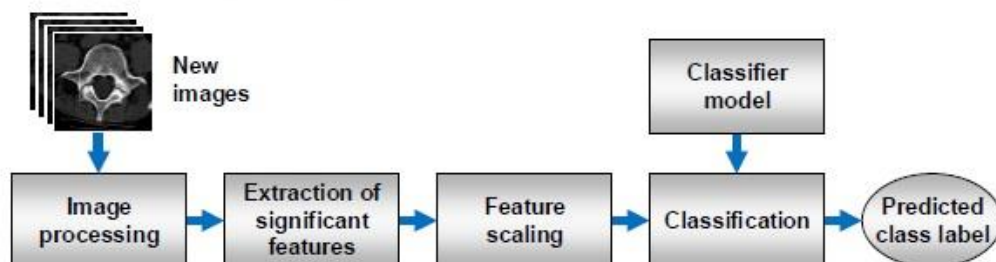 New
images
Classifier
model
Image
processing
Extraction of
significant
features
Feature
scaling
Classification
Predicted
class label